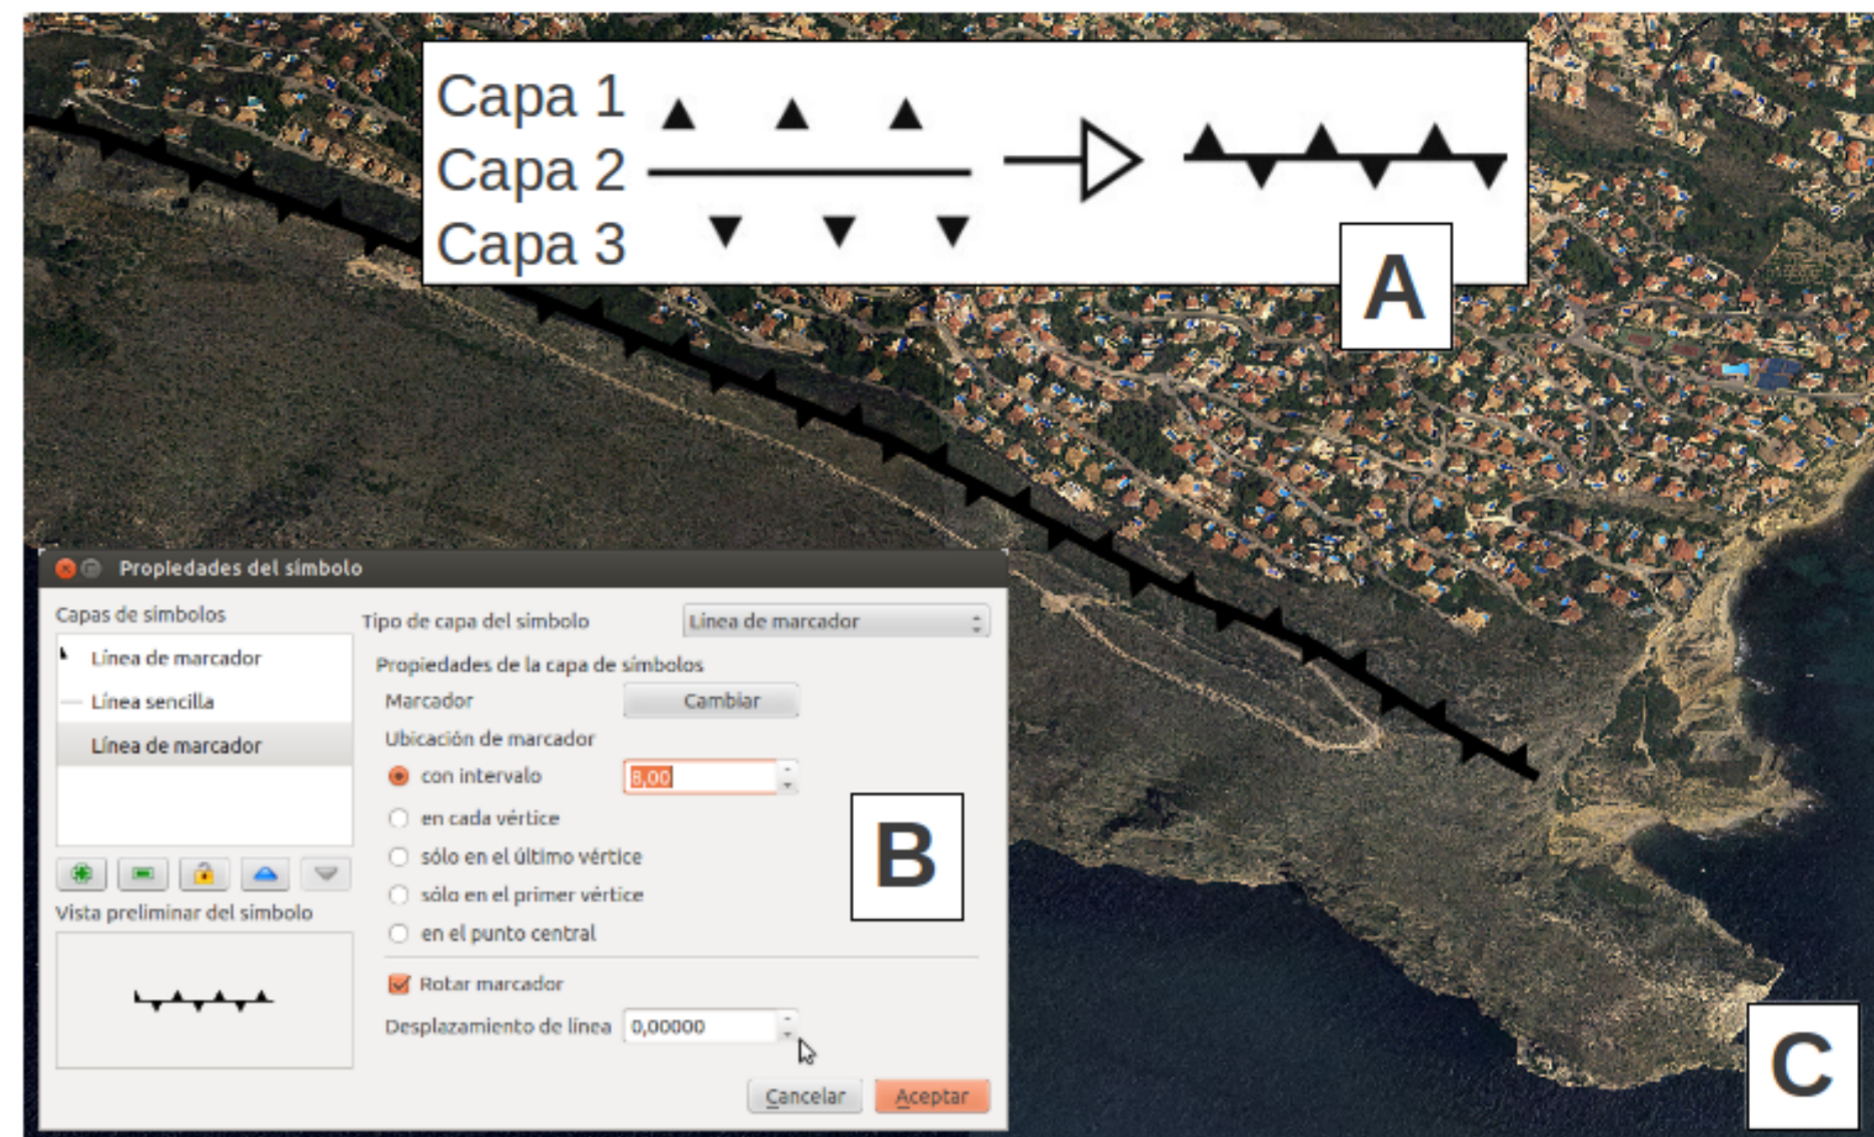 Capa 1
Capa 2
Capa 3
A
Propiedades del símbolo
Capas de símbolos
Línea de marcador
Línea sencilla
Línea de marcador
Vista preliminar del símbolo
Tipo de capa del símbolo
Línea de marcador
Propiedades de la capa de símbolos
Marcador
Cambiar
Ubicación de marcador
con intervalo
8,00
en cada vértice
sólo en el último vértice
sólo en el primer vértice
en el punto central
Rotar marcador
Desplazamiento de línea
0,00000
Cancelar
Aceptar
B
C